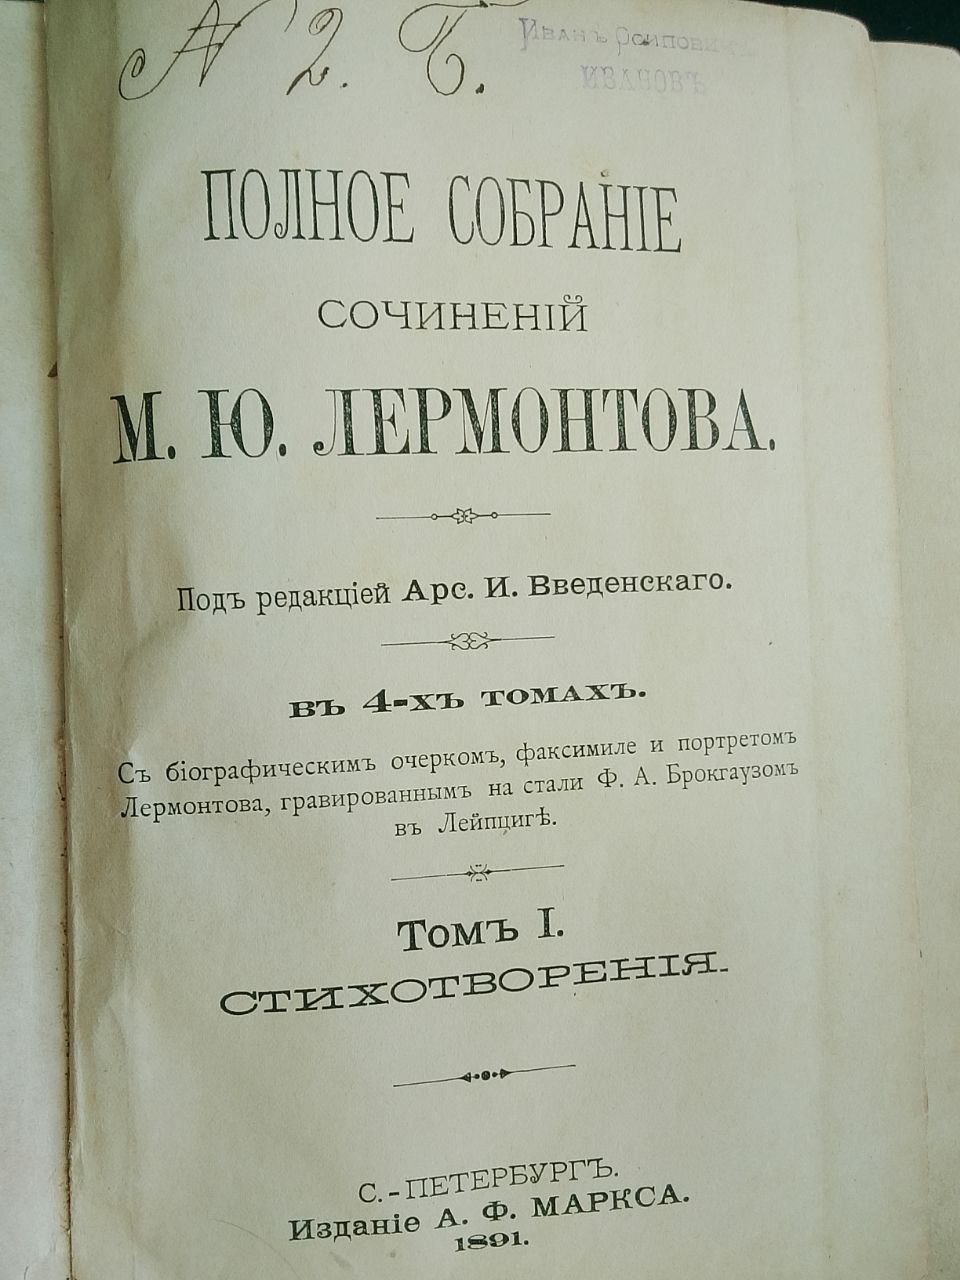 № 2. Б.
Иванъ Осиповичъ
ИВАНОВЪ
ПОЛНОЕ СОБРАНІЕ
СОЧИНЕНІЙ
М. Ю. ЛЕРМОНТОВА.
Подъ редакціей Арс. И. Введенскаго.
ВЪ 4-ХЪ ТОМАХЪ.
Съ біографическимъ очеркомъ, факсимиле и портретомъ
Лермонтова, гравированнымъ на стали Ф. А. Брокгаузомъ
въ Лейпцигѣ.
Томъ I.
СТИХОТВОРЕНІЯ.
С.-ПЕТЕРБУРГЪ.
Изданіе А. Ф. МАРКСА.
1891.